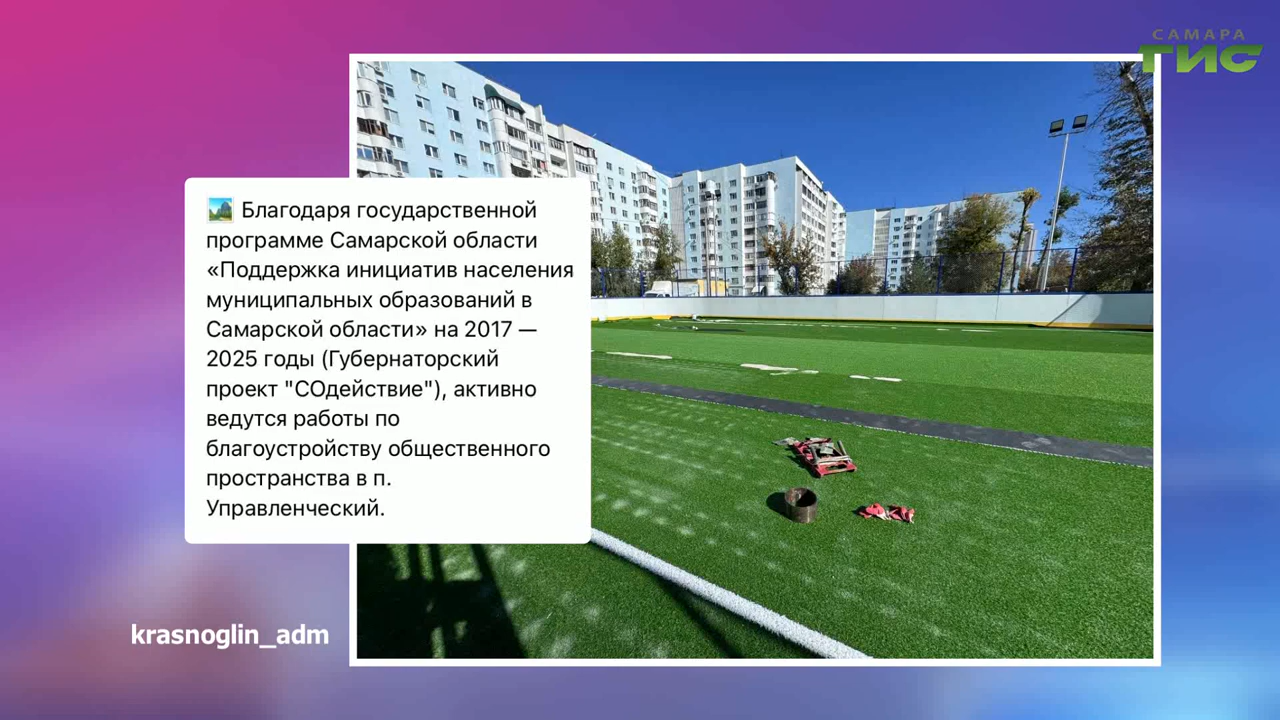 САМАРА
ГИС
Благодаря государственной
программе Самарской области
«Поддержка инициатив населения
муниципальных образований в
Самарской области» на 2017 —
2025 годы (Губернаторский
проект "СОдействие"), активно
ведутся работы по
благоустройству общественного
пространства в п.
Управленческий.
krasnoglin_adm